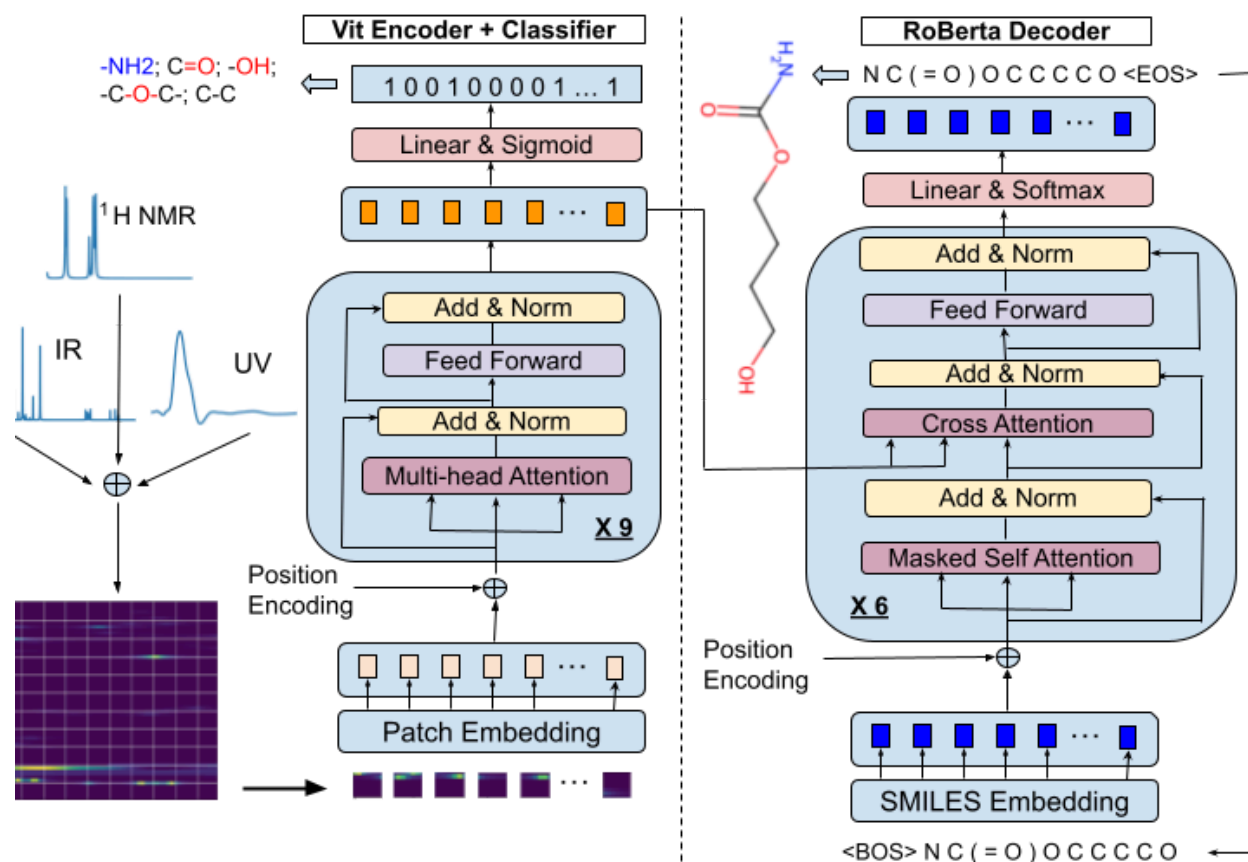 Vit Encoder + Classifier
-NH2; C=O; -OH;
-C-O-C-; C-C
1 0 0 1 0 0 0 0 1 ... 1
Linear & Sigmoid
...
1H NMR
IR
UV
Add & Norm
Feed Forward
Add & Norm
Multi-head Attention
X 9
Position
Encoding
...
Patch Embedding
...
RoBerta Decoder
N C ( = O ) O C C C C O <EOS>
...
Linear & Softmax
H2N
O
O
OH
Add & Norm
Feed Forward
Add & Norm
Cross Attention
Add & Norm
Masked Self Attention
X 6
Position
Encoding
...
SMILES Embedding
<BOS> N C ( = O ) O C C C C O